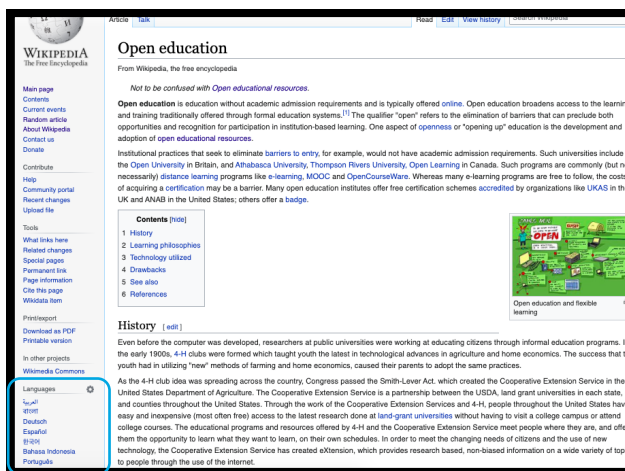 WIKIPEDIA
The Free Encyclopedia
Main page
Contents
Current events
Random article
About Wikipedia
Contact us
Donate
Contribute
Help
Community portal
Recent changes
Upload file
Tools
What links here
Related changes
Special pages
Permanent link
Page information
Cite this page
Wikidata item
Print/export
Download as PDF
Printable version
In other projects
Wikimedia Commons
Languages
العربية
বাংলা
Deutsch
Español
한국어
Bahasa Indonesia
Português
Article Talk
Read Edit View history Search Wikipedia
Open education
From Wikipedia, the free encyclopedia
Not to be confused with Open educational resources.
Open education is education without academic admission requirements and is typically offered online. Open education broadens access to the learnin
and training traditionally offered through formal education systems.[1] The qualifier "open" refers to the elimination of barriers that can preclude both
opportunities and recognition for participation in institution-based learning. One aspect of openness or "opening up" education is the development and
adoption of open educational resources.
Institutional practices that seek to eliminate barriers to entry, for example, would not have academic admission requirements. Such universities include
the Open University in Britain, and Athabasca University, Thompson Rivers University, Open Learning in Canada. Such programs are commonly (but n
necessarily) distance learning programs like e-learning, MOOC and OpenCourseWare. Whereas many e-learning programs are free to follow, the costs
of acquiring a certification may be a barrier. Many open education institutes offer free certification schemes accredited by organizations like UKAS in th
UK and ANAB in the United States; others offer a badge.
Contents [hide]
1 History
2 Learning philosophies
3 Technology utilized
4 Drawbacks
5 See also
6 References
OPEN
Open education and flexible
learning
History [ edit ]
Even before the computer was developed, researchers at public universities were working at educating citizens through informal education programs. I
the early 1900s, 4-H clubs were formed which taught youth the latest in technological advances in agriculture and home economics. The success that t
youth had in utilizing "new" methods of farming and home economics, caused their parents to adopt the same practices.
As the 4-H club idea was spreading across the country, Congress passed the Smith-Lever Act. which created the Cooperative Extension Service in the
United States Department of Agriculture. The Cooperative Extension Service is a partnership between the USDA, land grant universities in each state,
and counties throughout the United States. Through the work of the Cooperative Extension Services and 4-H, people throughout the United States hav
easy and inexpensive (most often free) access to the latest research done at land-grant universities without having to visit a college campus or attend
college courses. The educational programs and resources offered by 4-H and the Cooperative Extension Service meet people where they are, and offe
them the opportunity to learn what they want to learn, on their own schedules. In order to meet the changing needs of citizens and the use of new
technology, the Cooperative Extension Service has created eXtension, which provides research based, non-biased information on a wide variety of top
to people through the use of the internet.